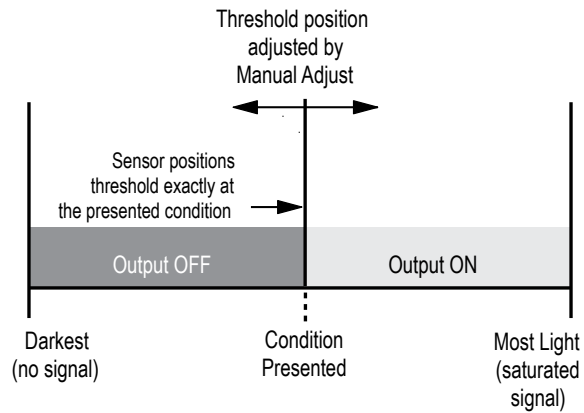 Threshold position
adjusted by
Manual Adjust
Sensor positions
threshold exactly at
the presented condition
Output OFF
Output ON
Darkest
(no signal)
Condition
Presented
Most Light
(saturated
signal)